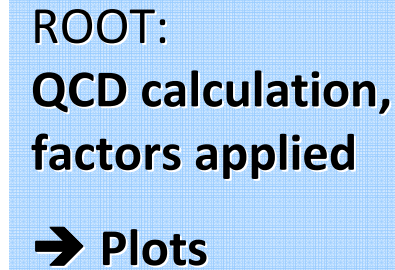 ROOT:
QCD calculation,
factors applied
➔ Plots